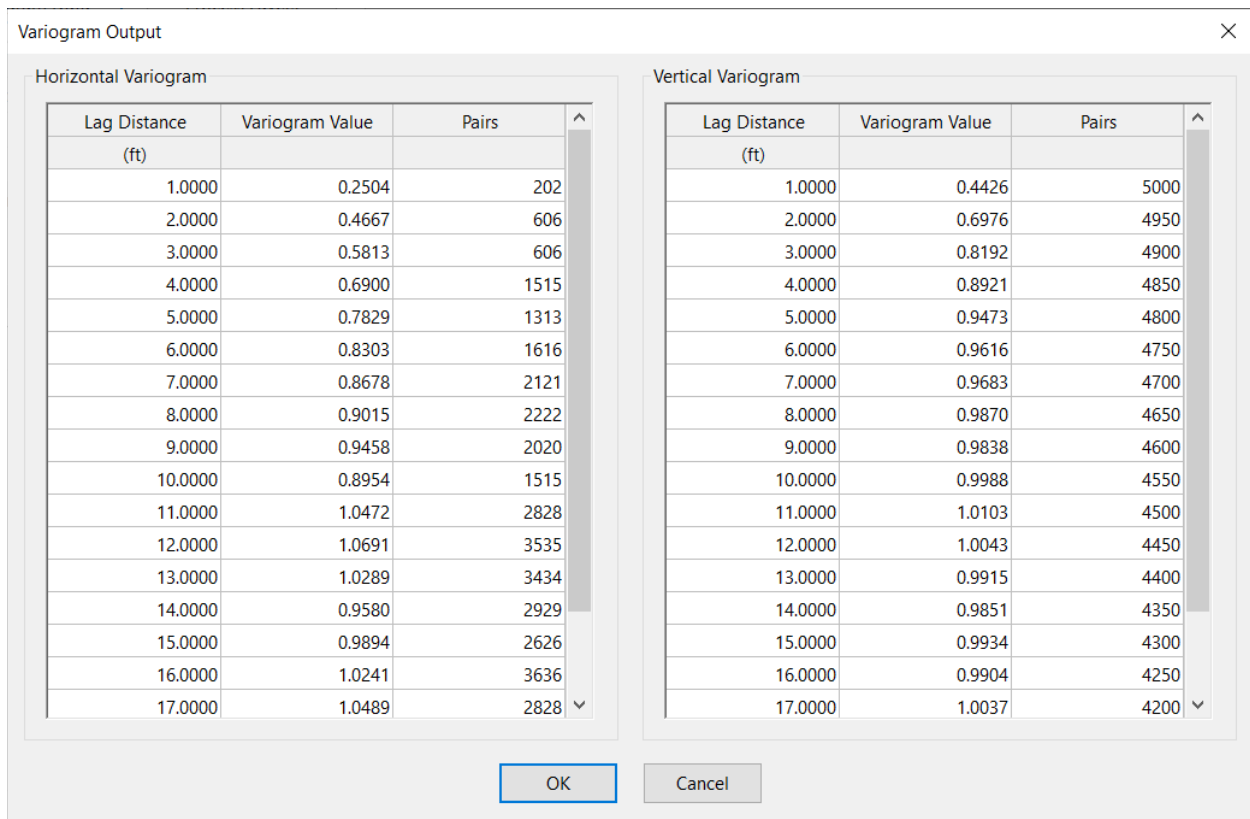 Variogram Output
Horizontal Variogram
Lag Distance Variogram Value Pairs
(ft)
1.0000 0.2504 202
2.0000 0.4667 606
3.0000 0.5813 606
4.0000 0.6900 1515
5.0000 0.7829 1313
6.0000 0.8303 1616
7.0000 0.8678 2121
8.0000 0.9015 2222
9.0000 0.9458 2020
10.0000 0.8954 1515
11.0000 1.0472 2828
12.0000 1.0691 3535
13.0000 1.0289 3434
14.0000 0.9580 2929
15.0000 0.9894 2626
16.0000 1.0241 3636
17.0000 1.0489 2828
Vertical Variogram
Lag Distance Variogram Value Pairs
(ft)
1.0000 0.4426 5000
2.0000 0.6976 4950
3.0000 0.8192 4900
4.0000 0.8921 4850
5.0000 0.9473 4800
6.0000 0.9616 4750
7.0000 0.9683 4700
8.0000 0.9870 4650
9.0000 0.9838 4600
10.0000 0.9988 4550
11.0000 1.0103 4500
12.0000 1.0043 4450
13.0000 0.9915 4400
14.0000 0.9851 4350
15.0000 0.9934 4300
16.0000 0.9904 4250
17.0000 1.0037 4200
OK
Cancel